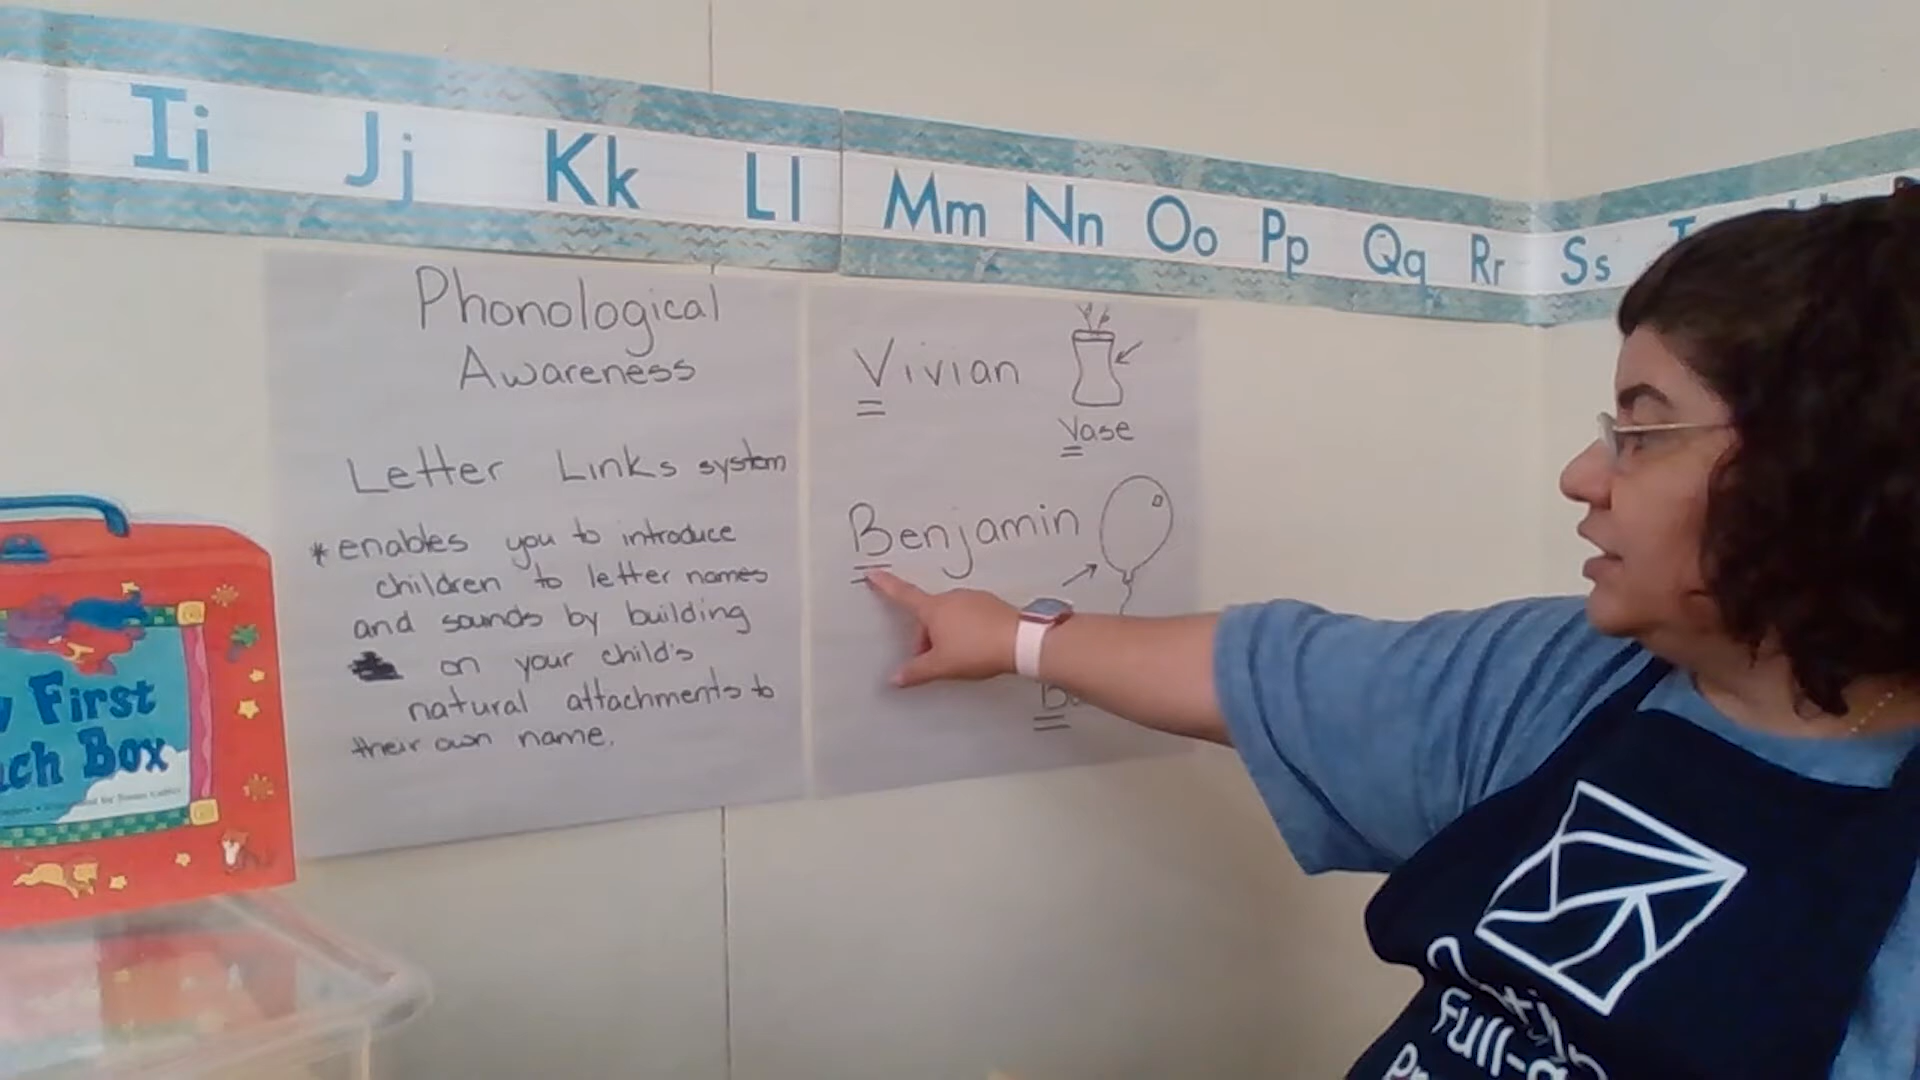 Ii Jj Kk Ll Mm Nn Oo Pp Qq Rr Ss
Phonological
Awareness
Letter Links system
*enables you to introduce
children to letter names
and sounds by building
on your child's
natural attachments to
their own name.
Vivian
Vase
Benjamin
First
Box
Full-